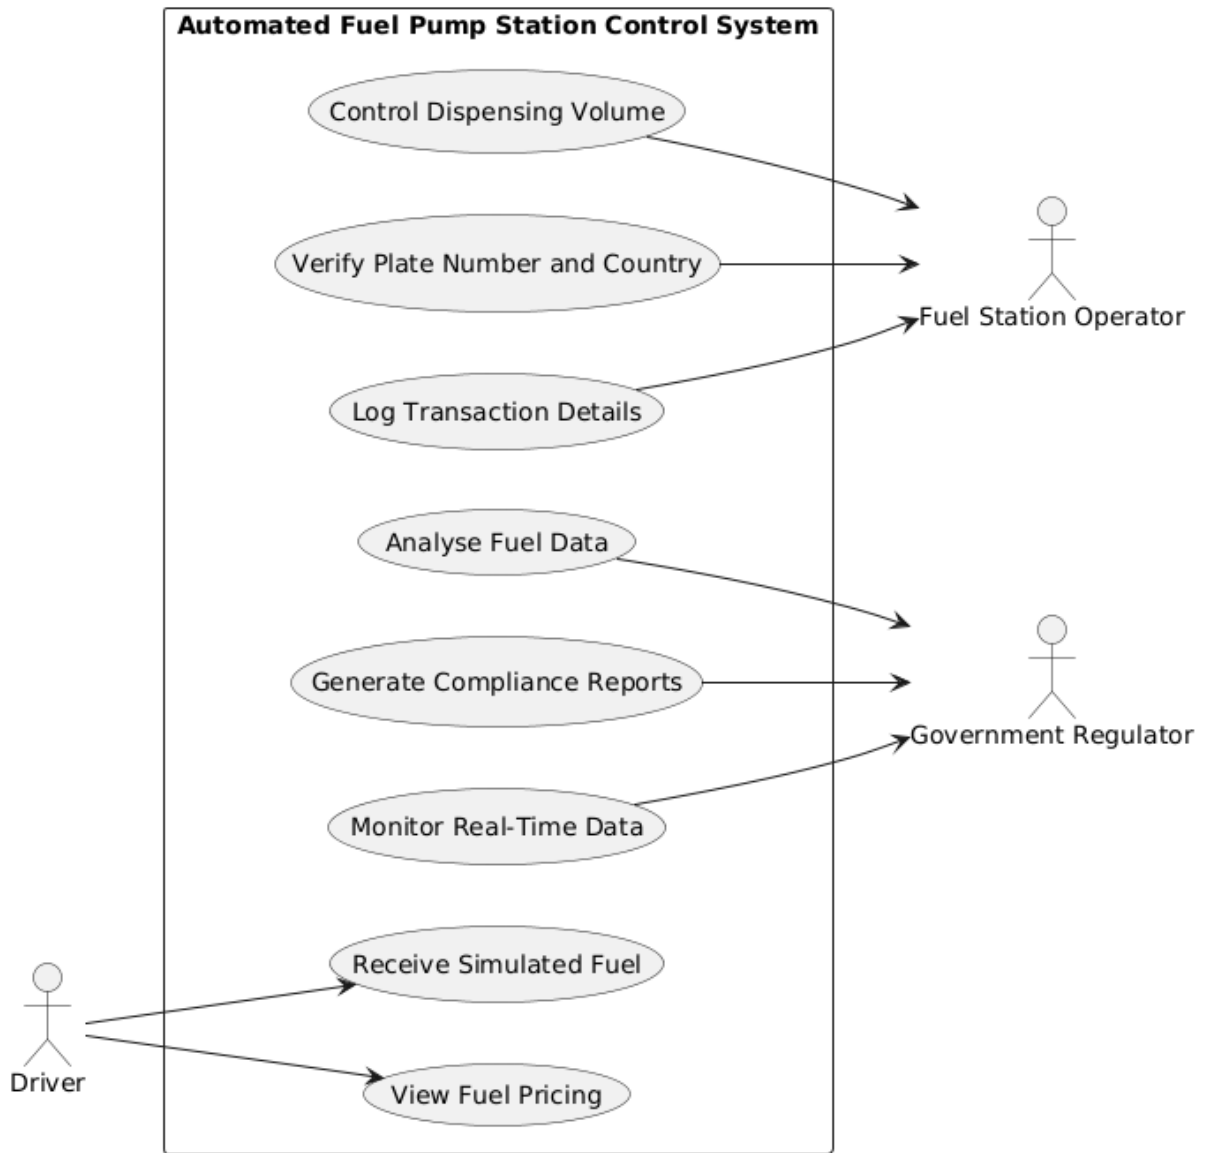 Automated Fuel Pump Station Control System
Control Dispensing Volume
Verify Plate Number and Country
Fuel Station Operator
Log Transaction Details
Analyse Fuel Data
Generate Compliance Reports
Government Regulator
Monitor Real-Time Data
Receive Simulated Fuel
Driver
View Fuel Pricing